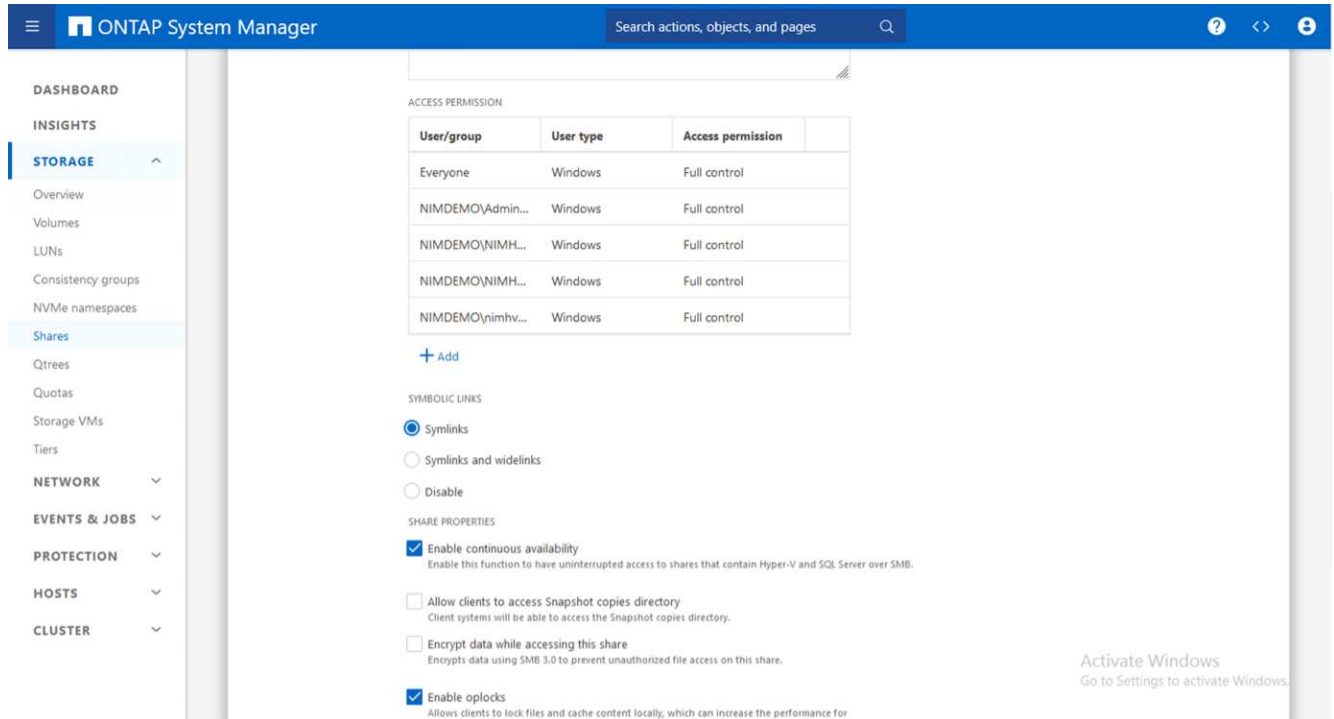 ONTAP System Manager
Search actions, objects, and pages
DASHBOARD
INSIGHTS
STORAGE
Overview
Volumes
LUNs
Consistency groups
NVMe namespaces
Shares
Qtrees
Quotas
Storage VMs
Tiers
NETWORK
EVENTS & JOBS
PROTECTION
HOSTS
CLUSTER
ACCESS PERMISSION
User/group User type Access permission
Everyone Windows Full control
NIMDEMO\Admin... Windows Full control
NIMDEMO\NIMH... Windows Full control
NIMDEMO\NIMH... Windows Full control
NIMDEMO\nimhv... Windows Full control
+ Add
SYMBOLIC LINKS
Symlinks
Symlinks and widelinks
Disable
SHARE PROPERTIES
Enable continuous availability
Enable this function to have uninterrupted access to shares that contain Hyper-V and SQL Server over SMB.
Allow clients to access Snapshot copies directory
Client systems will be able to access the Snapshot copies directory.
Encrypt data while accessing this share
Encrypts data using SMB 3.0 to prevent unauthorized file access on this share.
Enable oplocks
Allows clients to lock files and cache content locally, which can increase the performance for
Activate Windows
Go to Settings to activate Windows.